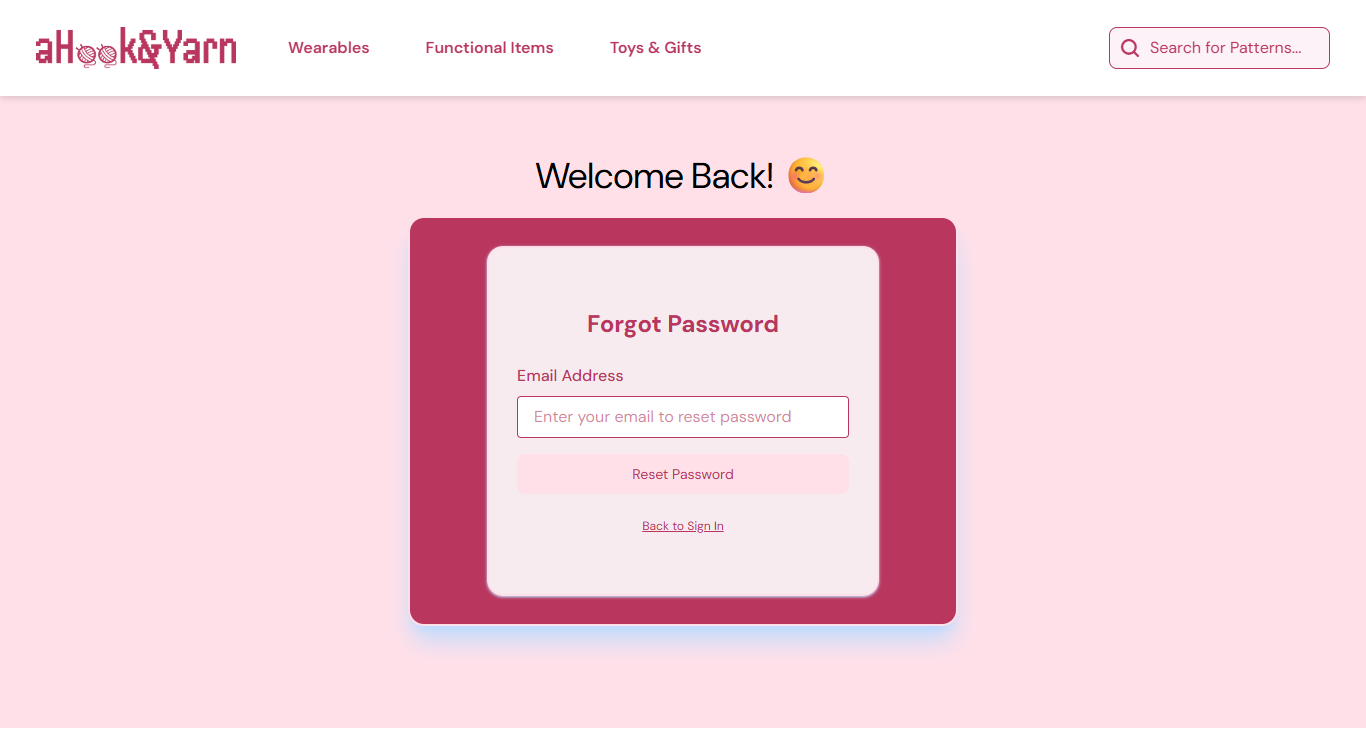 aHook&Yarn
Wearables
Functional Items
Toys & Gifts
Search for Patterns...
Welcome Back! 😊
Forgot Password
Email Address
Enter your email to reset password
Reset Password
Back to Sign In